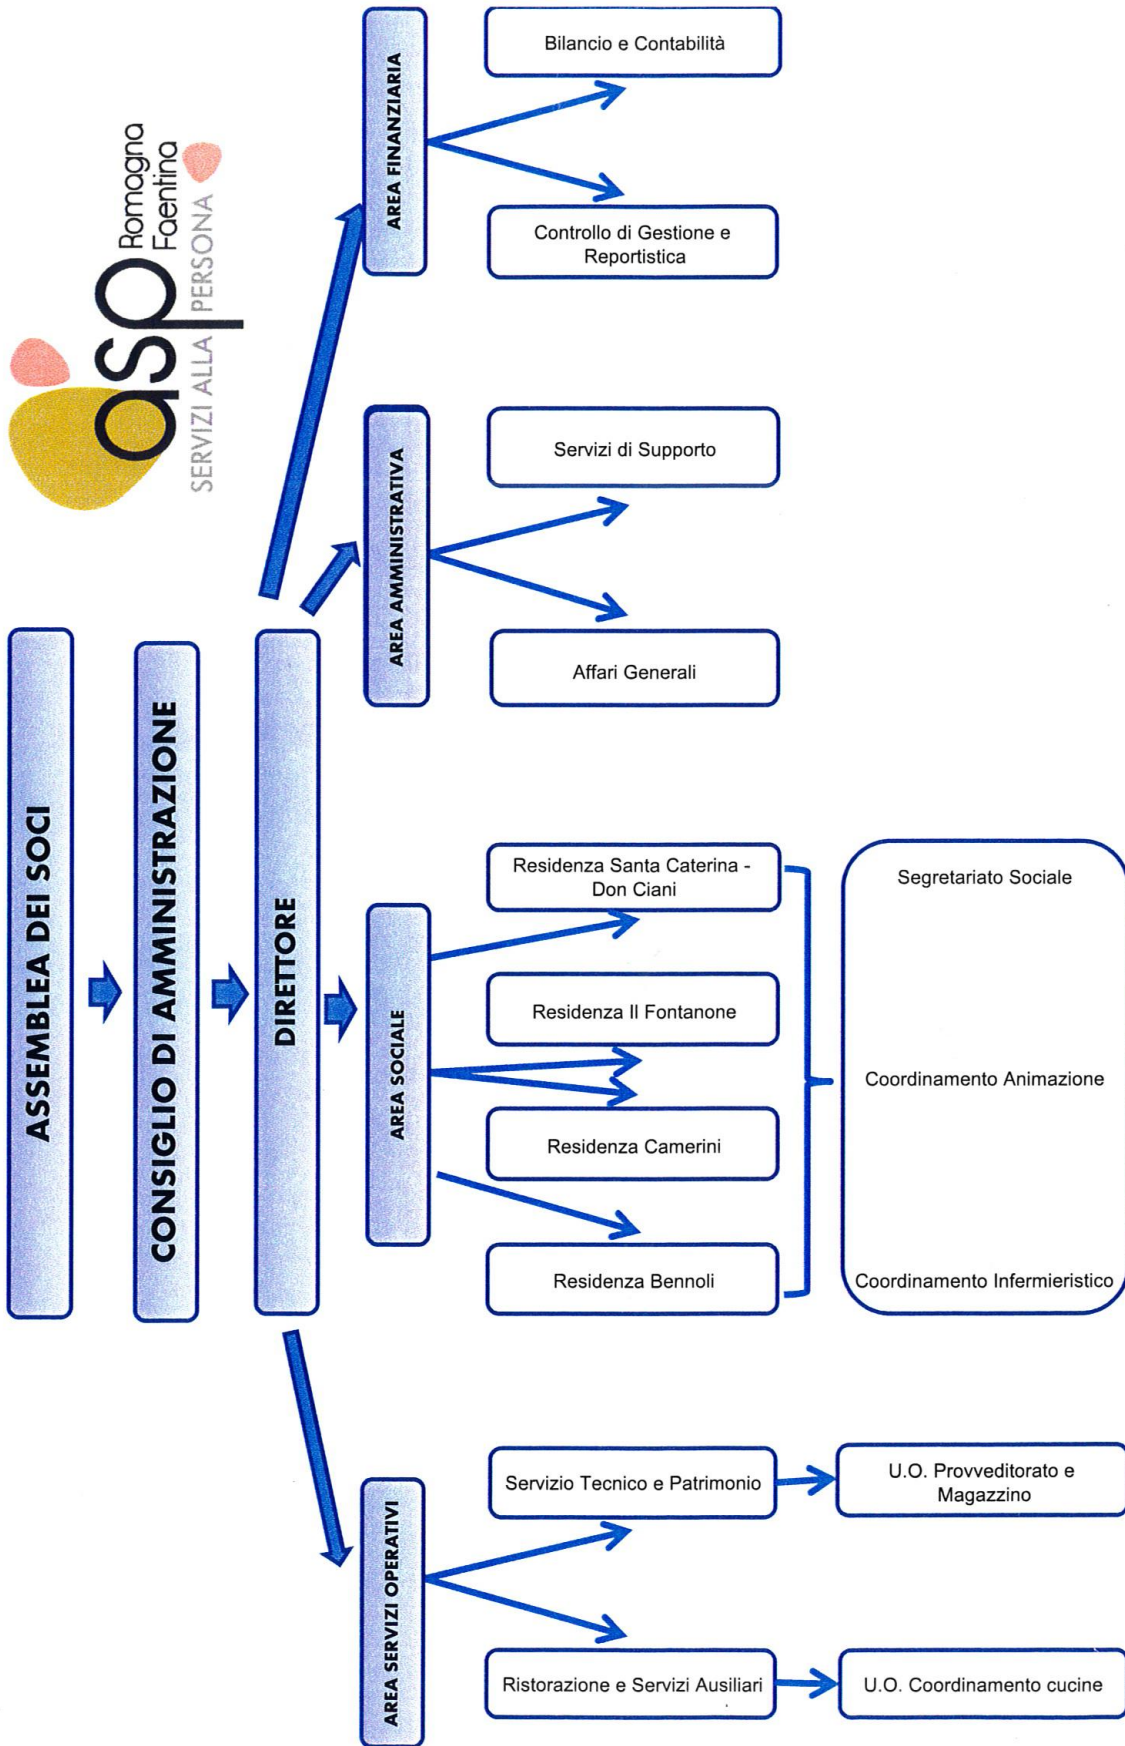 asp
Romagna
Faentina
SERVIZI ALLA PERSONA
ASSEMBLEA DEI SOCI
CONSIGLIO DI AMMINISTRAZIONE
DIRETTORE
AREA SERVIZI OPERATIVI
AREA SOCIALE
AREA AMMINISTRATIVA
AREA FINANZIARIA
Ristorazione e Servizi Ausiliari
Servizio Tecnico e Patrimonio
Residenza Bennoli
Residenza Camerini
Residenza Il Fontanone
Residenza Santa Caterina -
Don Ciani
Affari Generali
Servizi di Supporto
Controllo di Gestione e
Reportistica
Bilancio e Contabilità
U.O. Coordinamento cucine
U.O. Provveditorato e
Magazzino
Coordinamento Infermieristico
Coordinamento Animazione
Segretariato Sociale